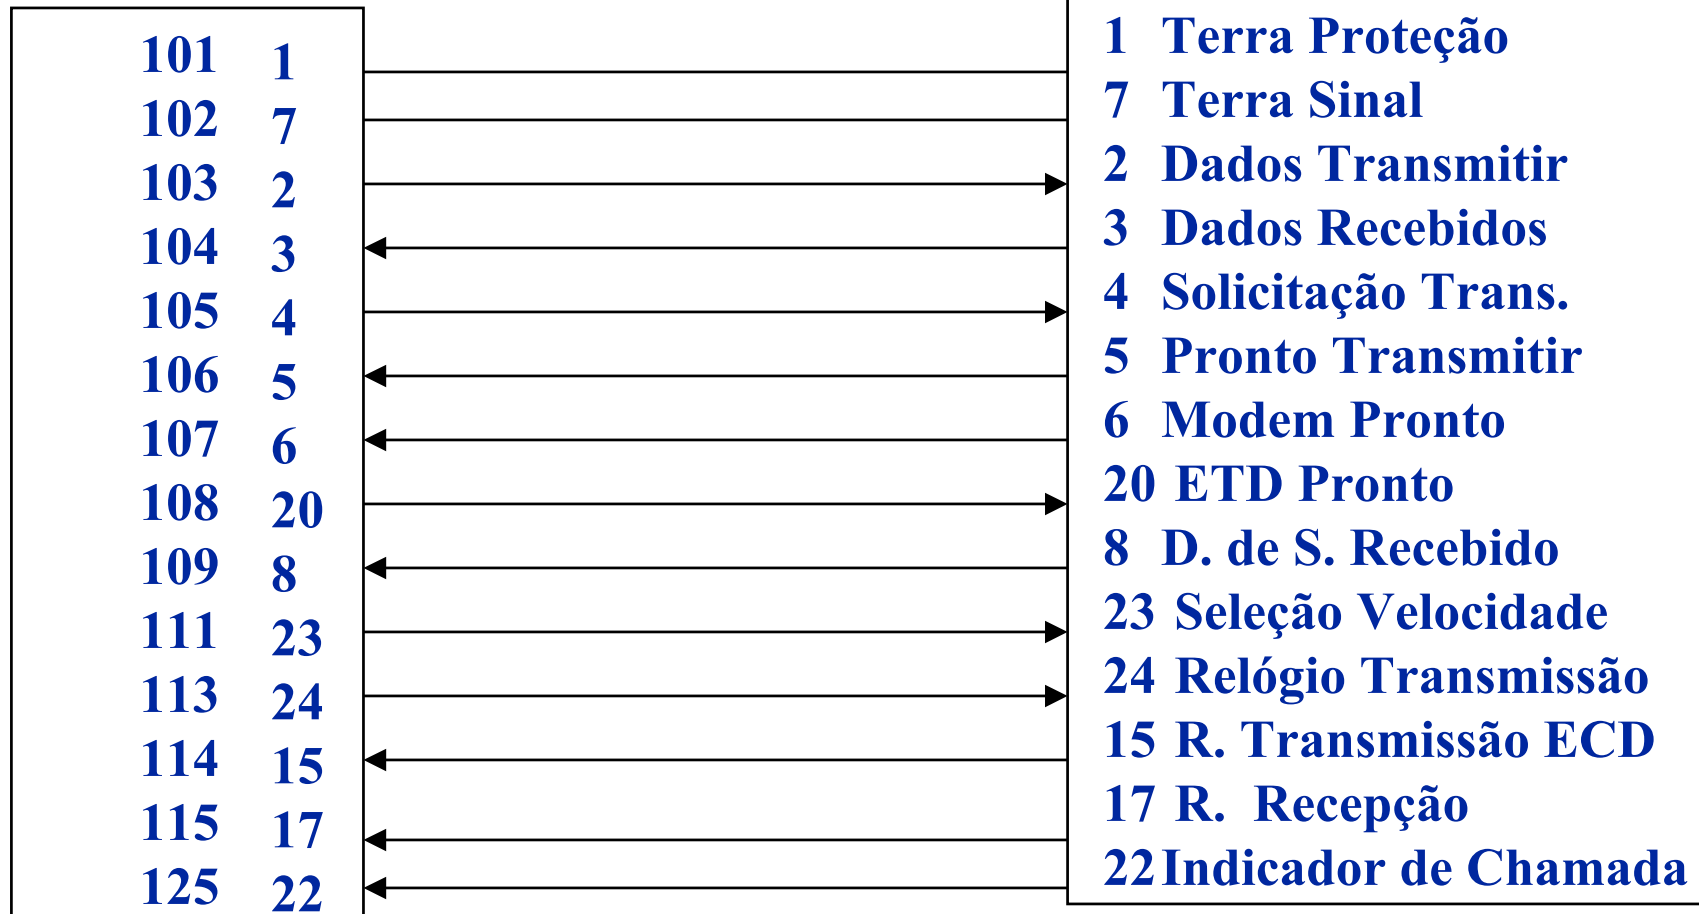 101 1 1 Terra Proteção
102 7 7 Terra Sinal
103 2 2 Dados Transmitir
104 3 3 Dados Recebidos
105 4 4 Solicitação Trans.
106 5 5 Pronto Transmitir
107 6 6 Modem Pronto
108 20 20 ETD Pronto
109 8 8 D. de S. Recebido
111 23 23 Seleção Velocidade
113 24 24 Relógio Transmissão
114 15 15 R. Transmissão ECD
115 17 17 R. Recepção
125 22 22 Indicador de Chamada